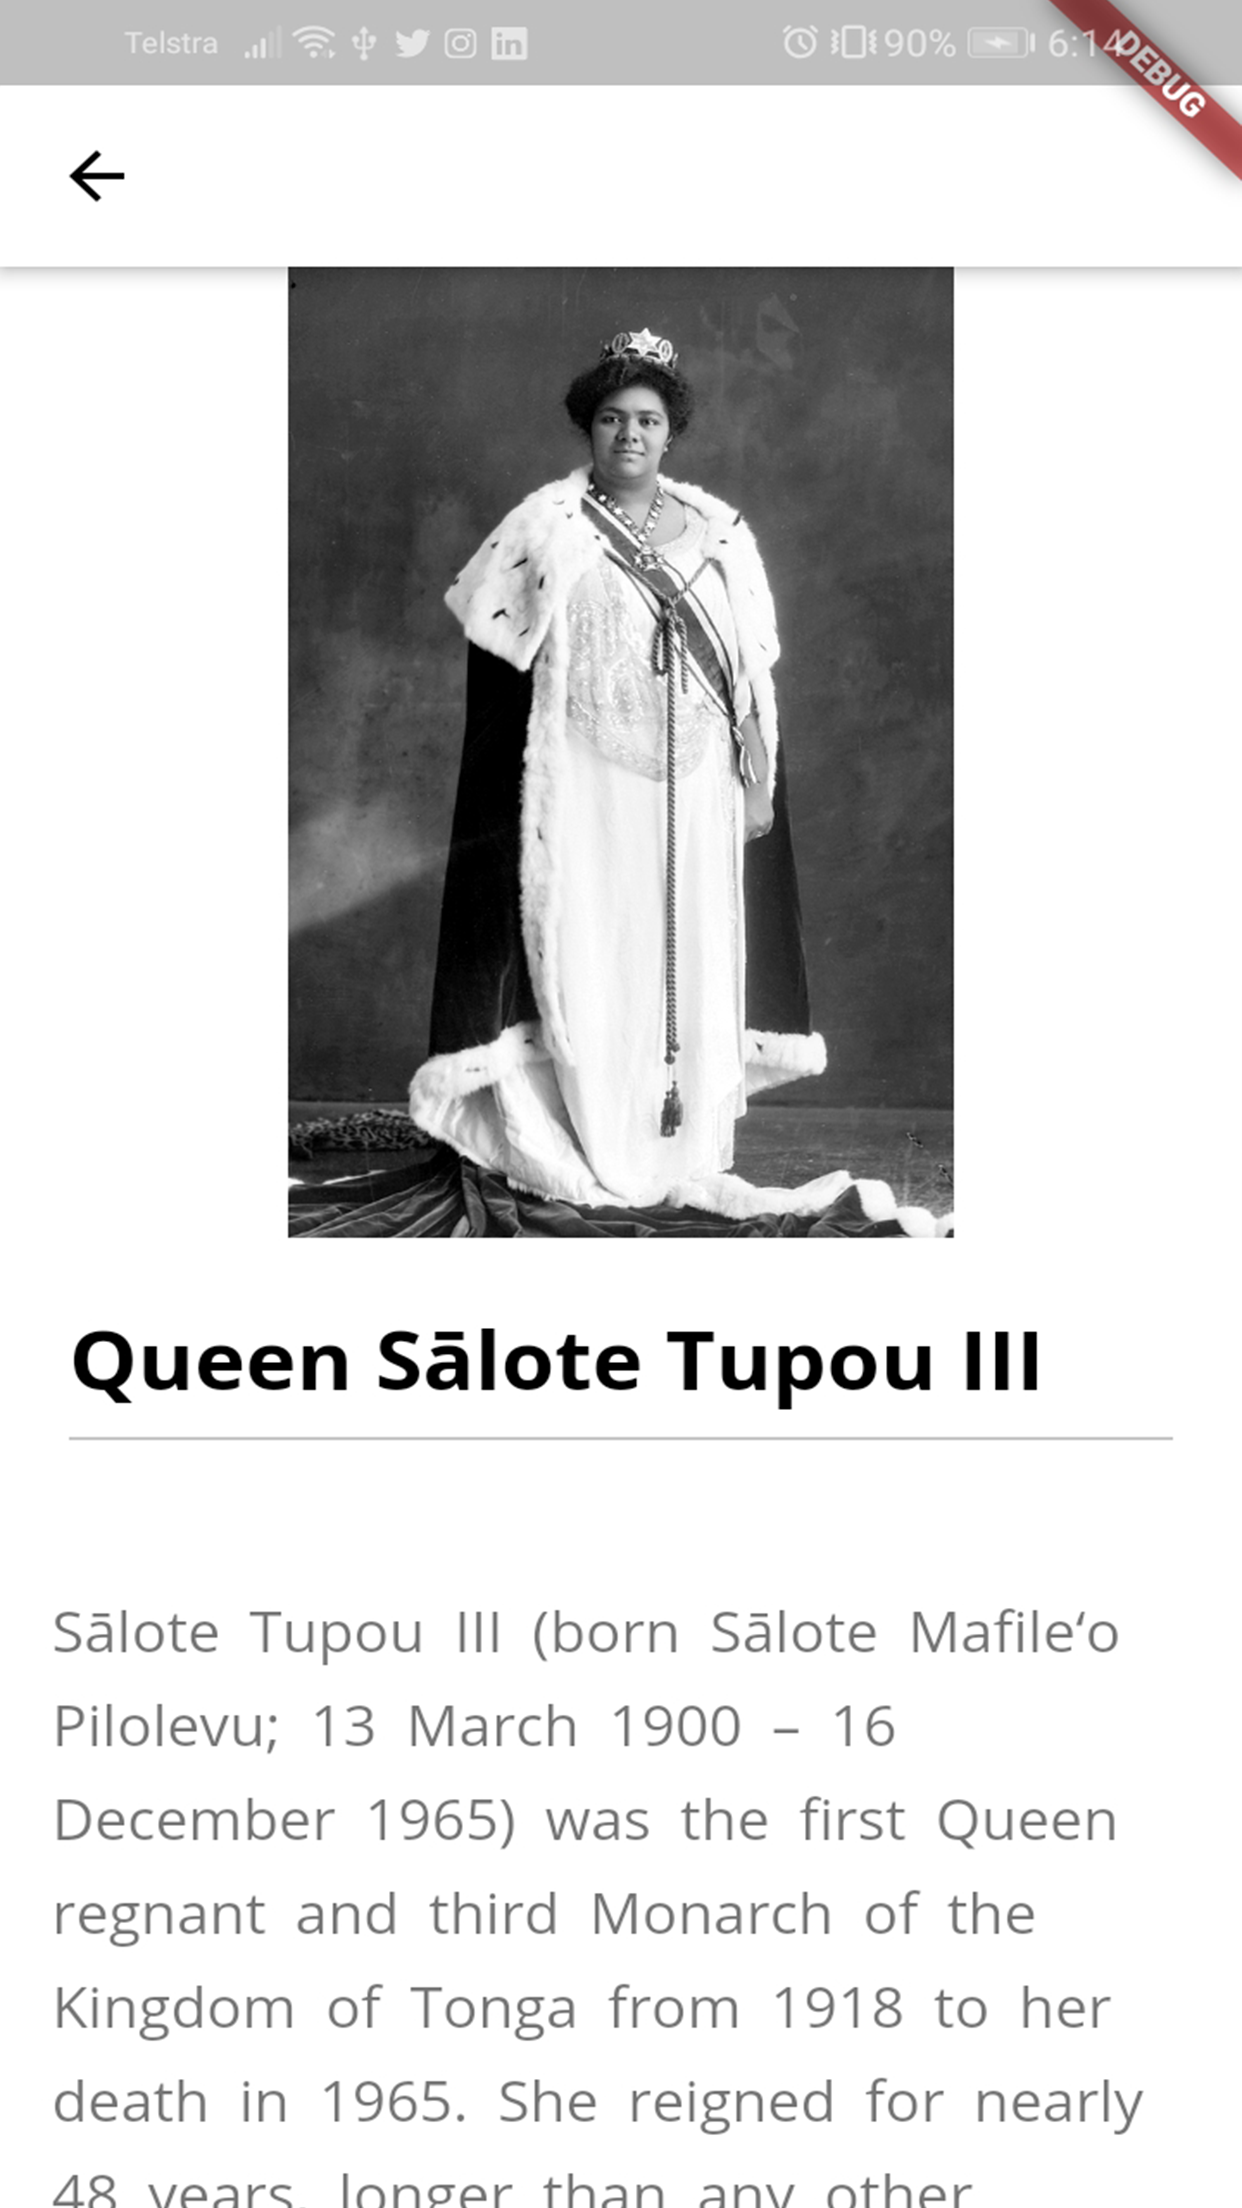 Telstra 90% 6:14
DEBUG
Queen Sālote Tupou III
Sālote Tupou III (born Sālote Mafileʻo
Pilolevu; 13 March 1900 – 16
December 1965) was the first Queen
regnant and third Monarch of the
Kingdom of Tonga from 1918 to her
death in 1965. She reigned for nearly
48 years, longer than any other